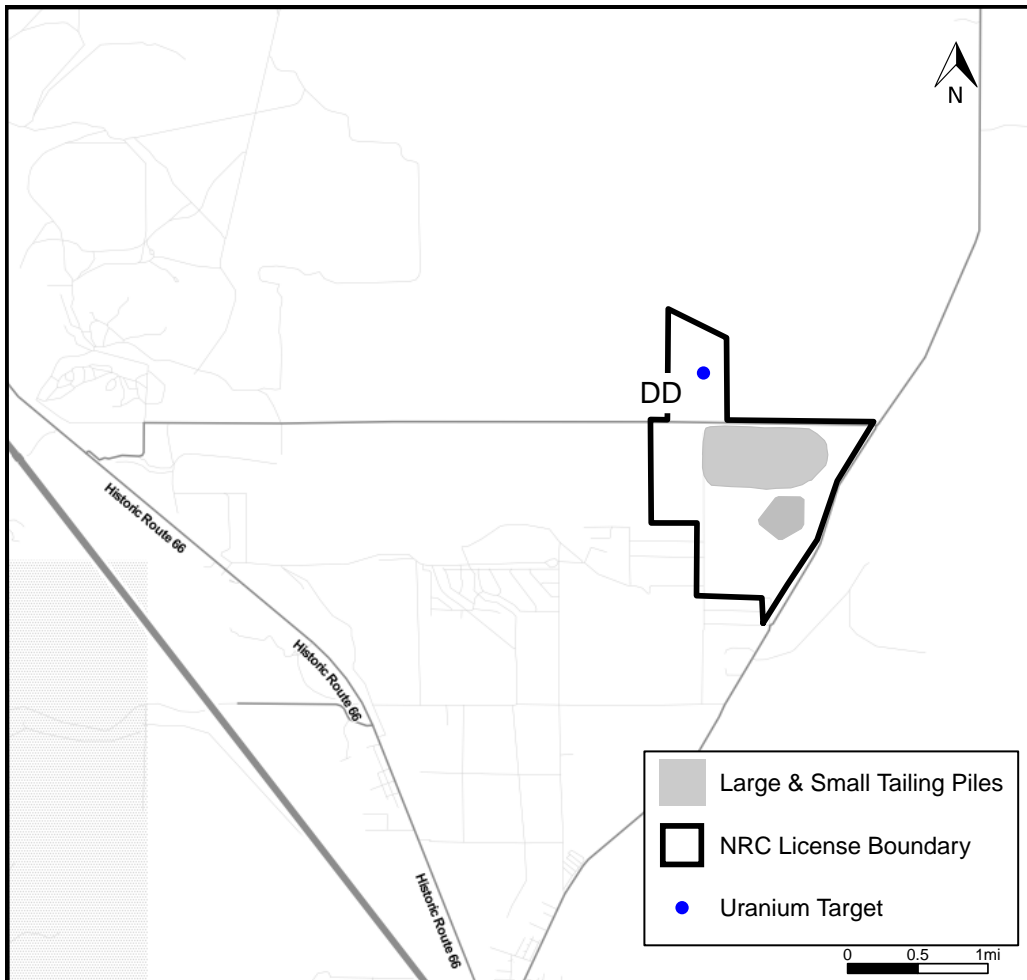 N
DD
Historic Route 66
Historic Route 66
Historic Route 66
Large & Small Tailing Piles
NRC License Boundary
Uranium Target
0 0.5 1mi